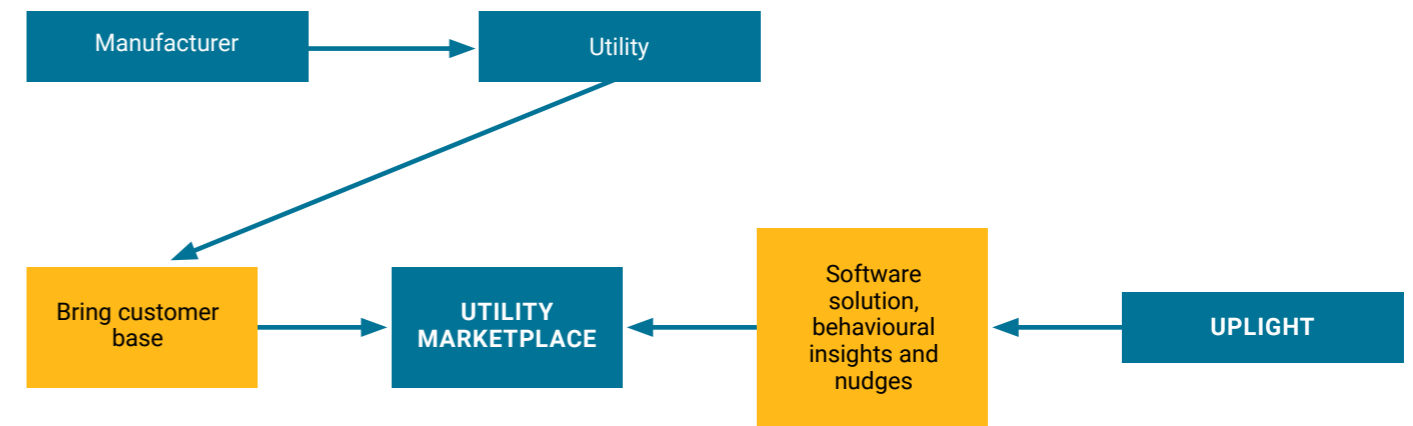 Manufacturer
Utility
Bring customer
base
UTILITY
MARKETPLACE
Software
solution,
behavioural
insights and
nudges
UPLIGHT